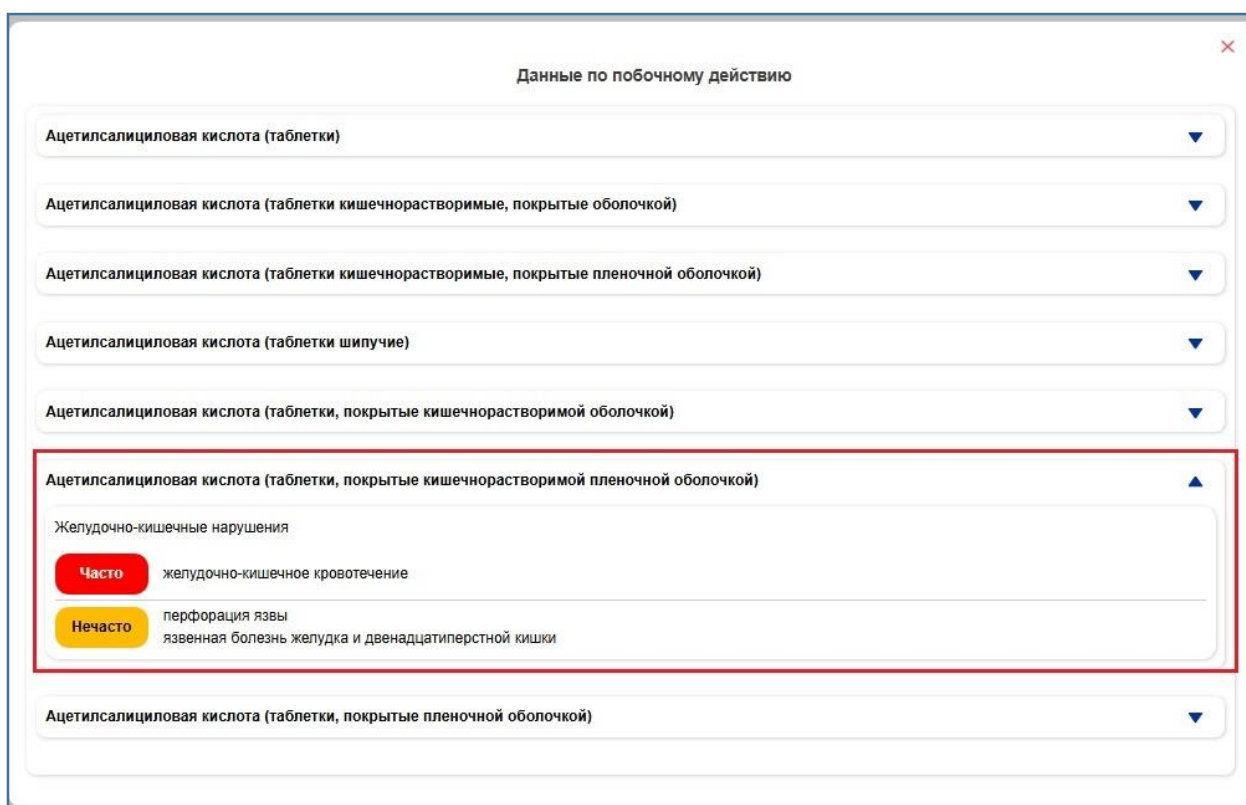 Данные по побочному действию
Ацетилсалициловая кислота (таблетки)
Ацетилсалициловая кислота (таблетки кишечнорастворимые, покрытые оболочкой)
Ацетилсалициловая кислота (таблетки кишечнорастворимые, покрытые пленочной оболочкой)
Ацетилсалициловая кислота (таблетки шипучие)
Ацетилсалициловая кислота (таблетки, покрытые кишечнорастворимой оболочкой)
Ацетилсалициловая кислота (таблетки, покрытые кишечнорастворимой пленочной оболочкой)
Желудочно-кишечные нарушения
Часто желудочно-кишечное кровотечение
Нечасто перфорация язвы
язвенная болезнь желудка и двенадцатиперстной кишки
Ацетилсалициловая кислота (таблетки, покрытые пленочной оболочкой)